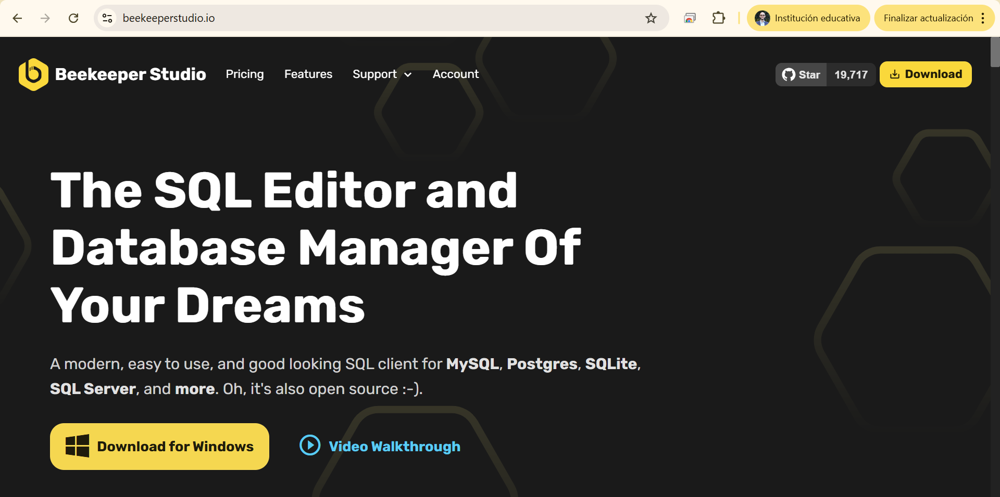 beekeeperstudio.io
Institución educativa
Finalizar actualización
Beekeeper Studio
Pricing
Features
Support
Account
Star
19,717
Download
The SQL Editor and
Database Manager Of
Your Dreams
A modern, easy to use, and good looking SQL client for MySQL, Postgres, SQLite,
SQL Server, and more. Oh, it's also open source :-).
Download for Windows
Video Walkthrough